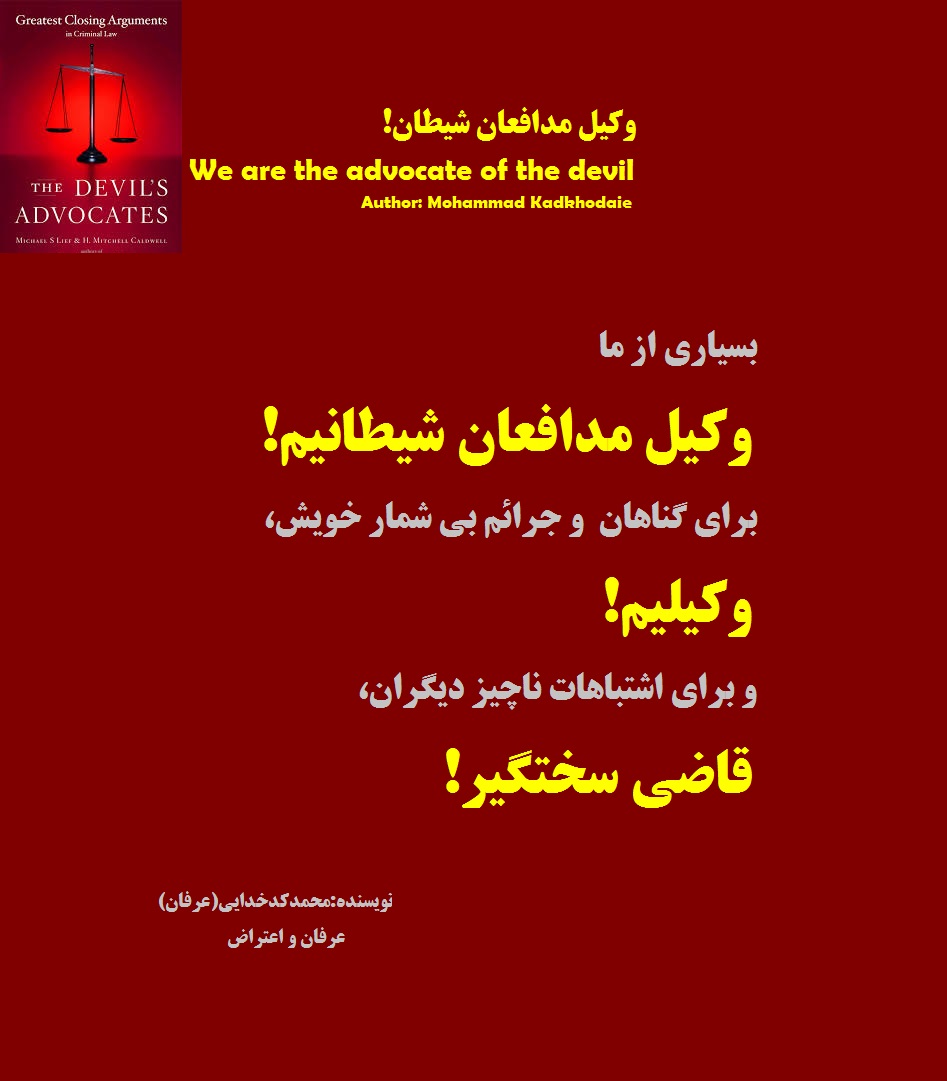 Greatest Closing Arguments
in Criminal Law
THE DEVIL'S
ADVOCATES
MICHAEL S LIEF & H. MITCHELL CALDWELL
authors of
وکیل مدافعان شیطان!
We are the advocate of the devil
Author: Mohammad Kadkhodaie
بسیاری از ما
وکیل مدافعان شیطانیم!
برای گناهان و جرائم بی شمار خویش،
وکیلیم!
و برای اشتباهات ناچیز دیگران،
قاضی سختگیر!
نویسنده:محمدکدخدایی(عرفان)
عرفان و اعتراض